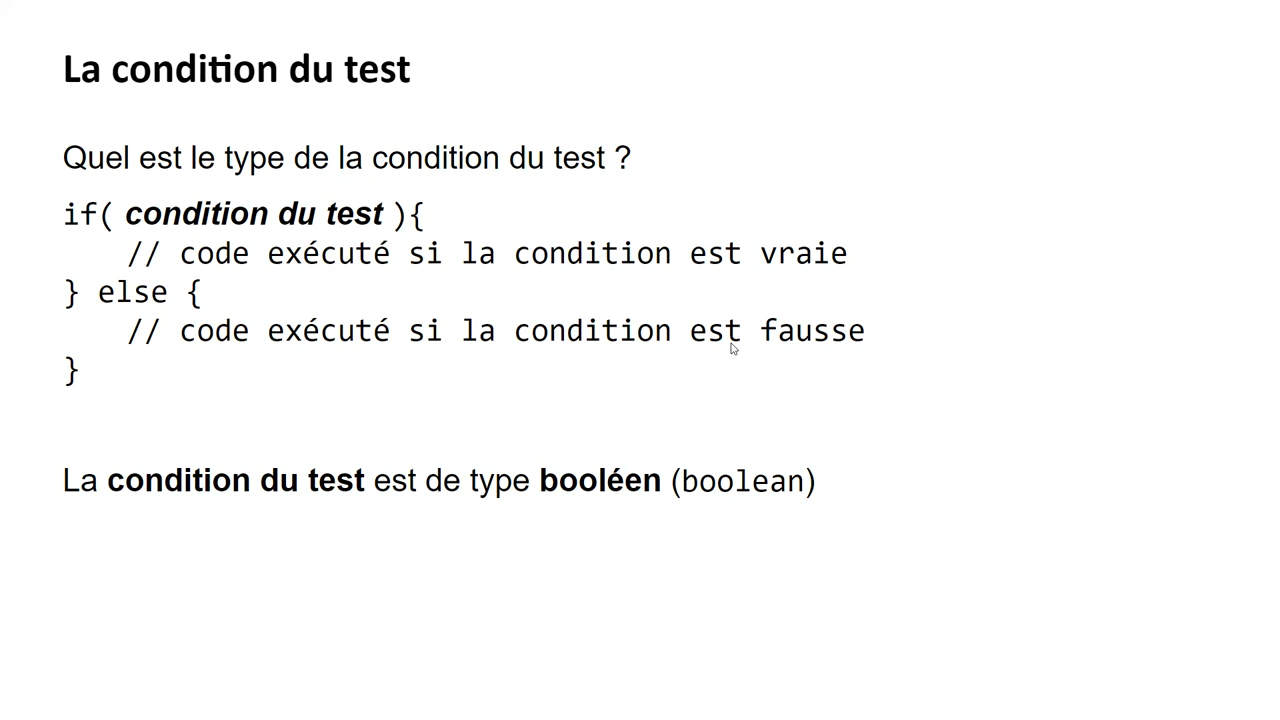 La condition du test
Quel est le type de la condition du test ?
if( condition du test ){
// code exécuté si la condition est vraie
} else {
// code exécuté si la condition est fausse
}
La condition du test est de type booléen (boolean)